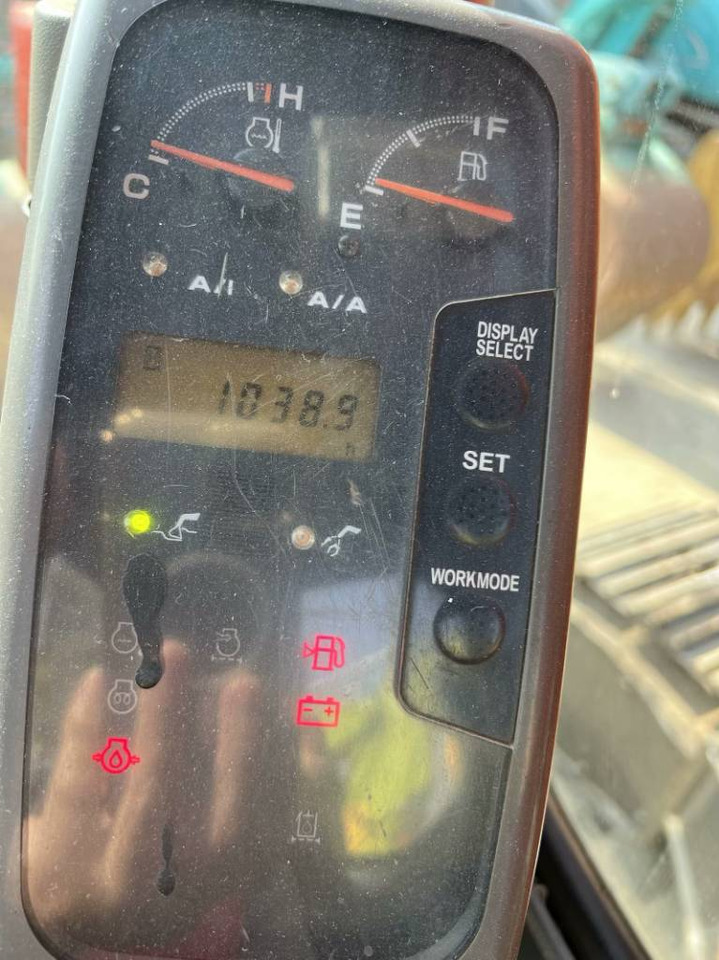 H
F
C
E
A/I
A/A
DISPLAY
SELECT
1038.9
h
SET
WORKMODE